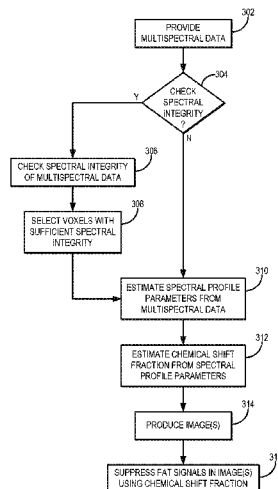 302
PROVIDE
MULTISPECTRAL DATA
304
CHECK
SPECTRAL
INTEGRITY
?
Y
N
306
CHECK SPECTRAL INTEGRITY
OF MULTISPECTRAL DATA
308
SELECT VOXELS WITH
SUFFICIENT SPECTRAL
INTEGRITY
310
ESTIMATE SPECTRAL PROFILE
PARAMETERS FROM
MULTISPECTRAL DATA
312
ESTIMATE CHEMICAL SHIFT
FRACTION FROM SPECTRAL
PROFILE PARAMETERS
314
PRODUCE IMAGE(S)
SUPPRESS FAT SIGNALS IN IMAGE(S)
USING CHEMICAL SHIFT FRACTION